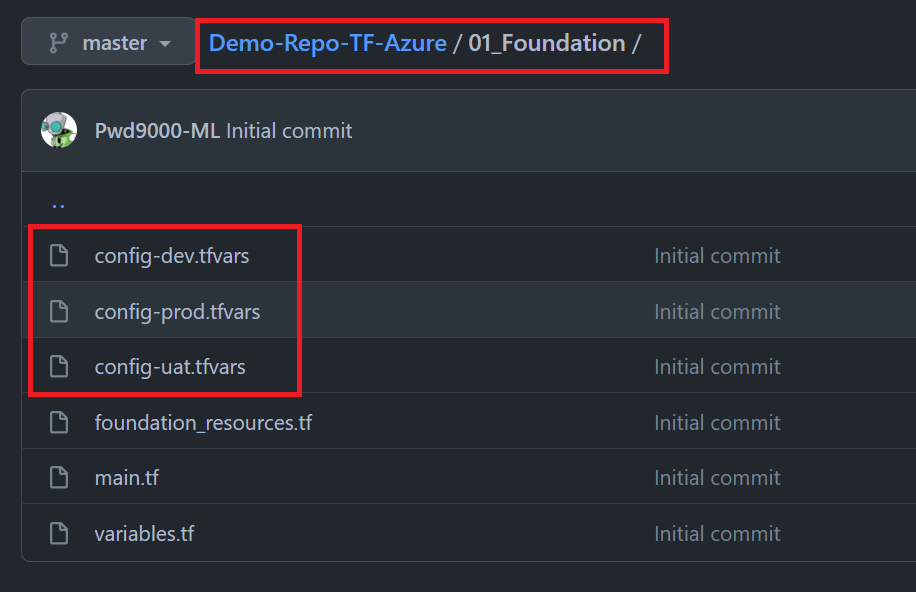 master Demo-Repo-TF-Azure / 01_Foundation /
Pwd9000-ML Initial commit
..
config-dev.tfvars Initial commit
config-prod.tfvars Initial commit
config-uat.tfvars Initial commit
foundation_resources.tf Initial commit
main.tf Initial commit
variables.tf Initial commit